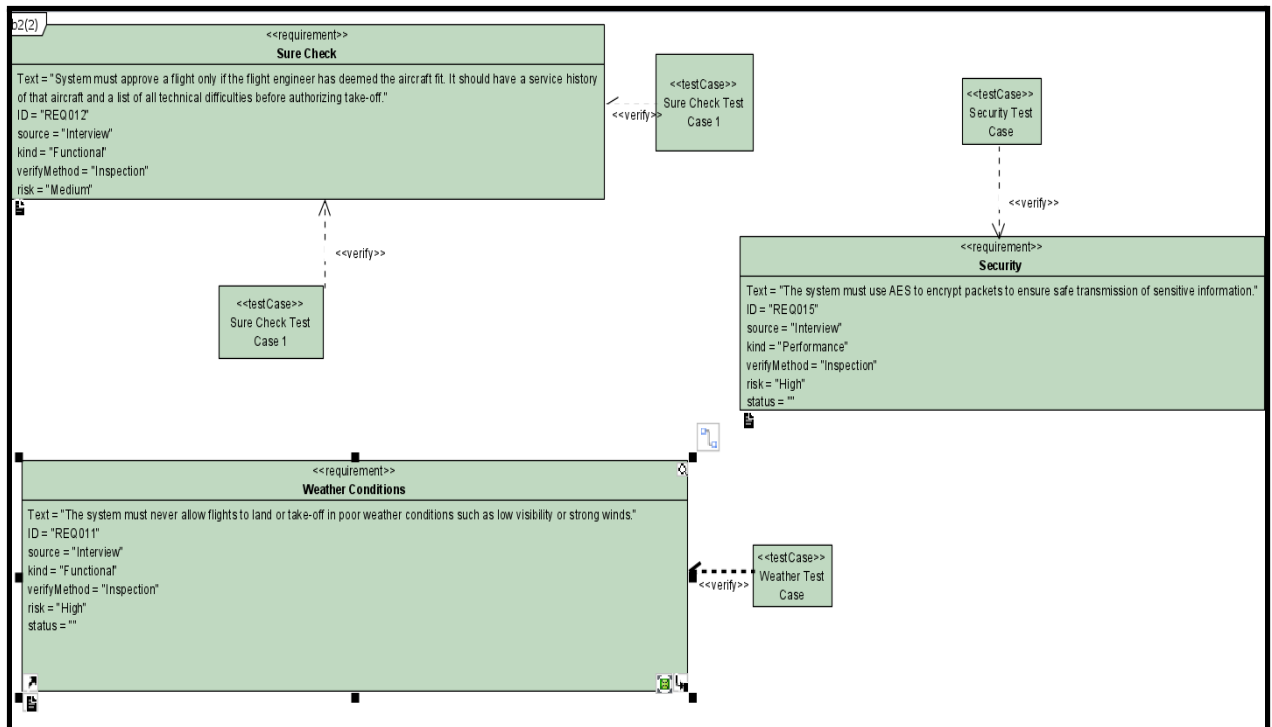 b2(2)
<<requirement>>
Sure Check
Text = "System must approve a flight only if the flight engineer has deemed the aircraft fit. It should have a service history
of that aircraft and a list of all technical difficulties before authorizing take-off."
ID = "REQ012"
source = "Interview"
kind = "Functional"
verifyMethod = "Inspection"
risk = "Medium"
<<verify>>
<<testCase>>
Sure Check Test
Case 1
<<testCase>>
Security Test
Case
<<verify>>
<<verify>>
<<testCase>>
Sure Check Test
Case 1
<<requirement>>
Security
Text = "The system must use AES to encrypt packets to ensure safe transmission of sensitive information."
ID = "REQ015"
source = "Interview"
kind = "Performance"
verifyMethod = "Inspection"
risk = "High"
status = ""
<<requirement>>
Weather Conditions
Text = "The system must never allow flights to land or take-off in poor weather conditions such as low visibility or strong winds."
ID = "REQ011"
source = "Interview"
kind = "Functional"
verifyMethod = "Inspection"
risk = "High"
status = ""
<<verify>>
<<testCase>>
Weather Test
Case